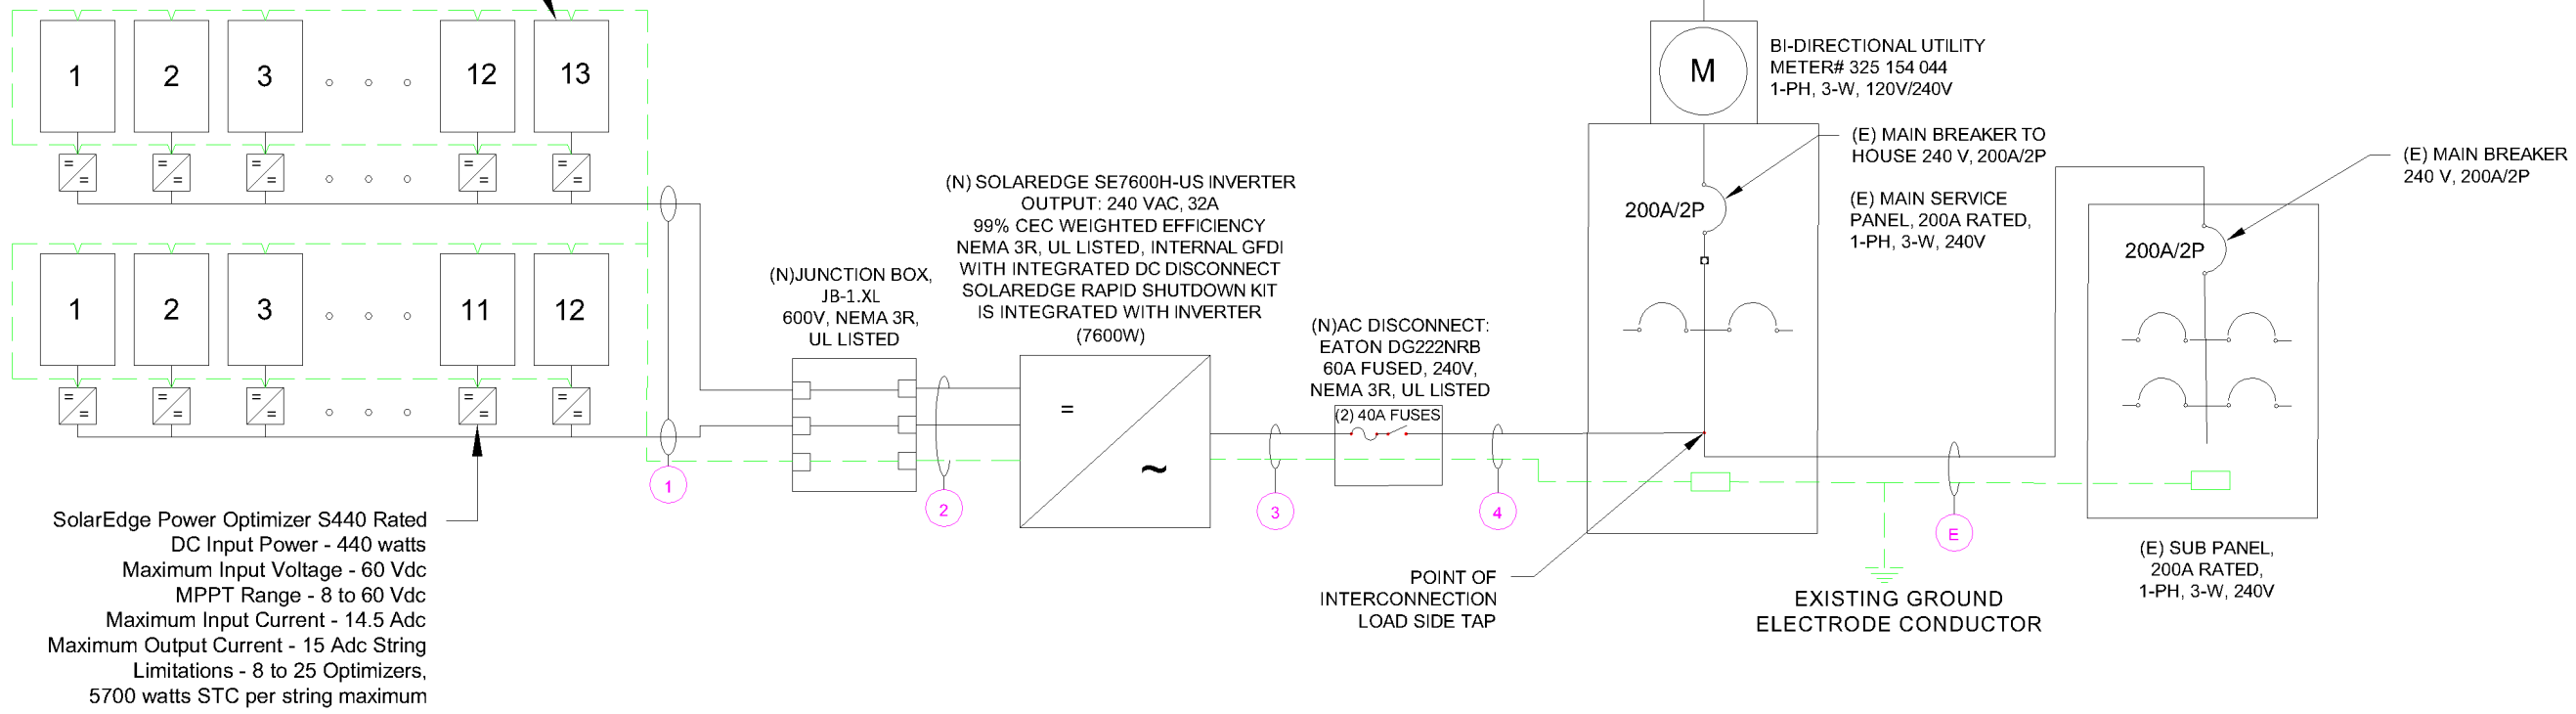 1
2
3
12
13
1
2
3
11
12
SolarEdge Power Optimizer S440 Rated
DC Input Power - 440 watts
Maximum Input Voltage - 60 Vdc
MPPT Range - 8 to 60 Vdc
Maximum Input Current - 14.5 Adc
Maximum Output Current - 15 Adc String
Limitations - 8 to 25 Optimizers,
5700 watts STC per string maximum
1
(N)JUNCTION BOX,
JB-1.XL
600V, NEMA 3R,
UL LISTED
2
(N) SOLAREDGE SE7600H-US INVERTER
OUTPUT: 240 VAC, 32A
99% CEC WEIGHTED EFFICIENCY
NEMA 3R, UL LISTED, INTERNAL GFDI
WITH INTEGRATED DC DISCONNECT
SOLAREDGE RAPID SHUTDOWN KIT
IS INTEGRATED WITH INVERTER
(7600W)
=
~
3
(N)AC DISCONNECT:
EATON DG222NRB
60A FUSED, 240V,
NEMA 3R, UL LISTED
(2) 40A FUSES
4
M
BI-DIRECTIONAL UTILITY
METER# 325 154 044
1-PH, 3-W, 120V/240V
(E) MAIN BREAKER TO
HOUSE 240 V, 200A/2P
200A/2P
(E) MAIN SERVICE
PANEL, 200A RATED,
1-PH, 3-W, 240V
POINT OF
INTERCONNECTION
LOAD SIDE TAP
EXISTING GROUND
ELECTRODE CONDUCTOR
E
(E) MAIN BREAKER
240 V, 200A/2P
200A/2P
(E) SUB PANEL,
200A RATED,
1-PH, 3-W, 240V